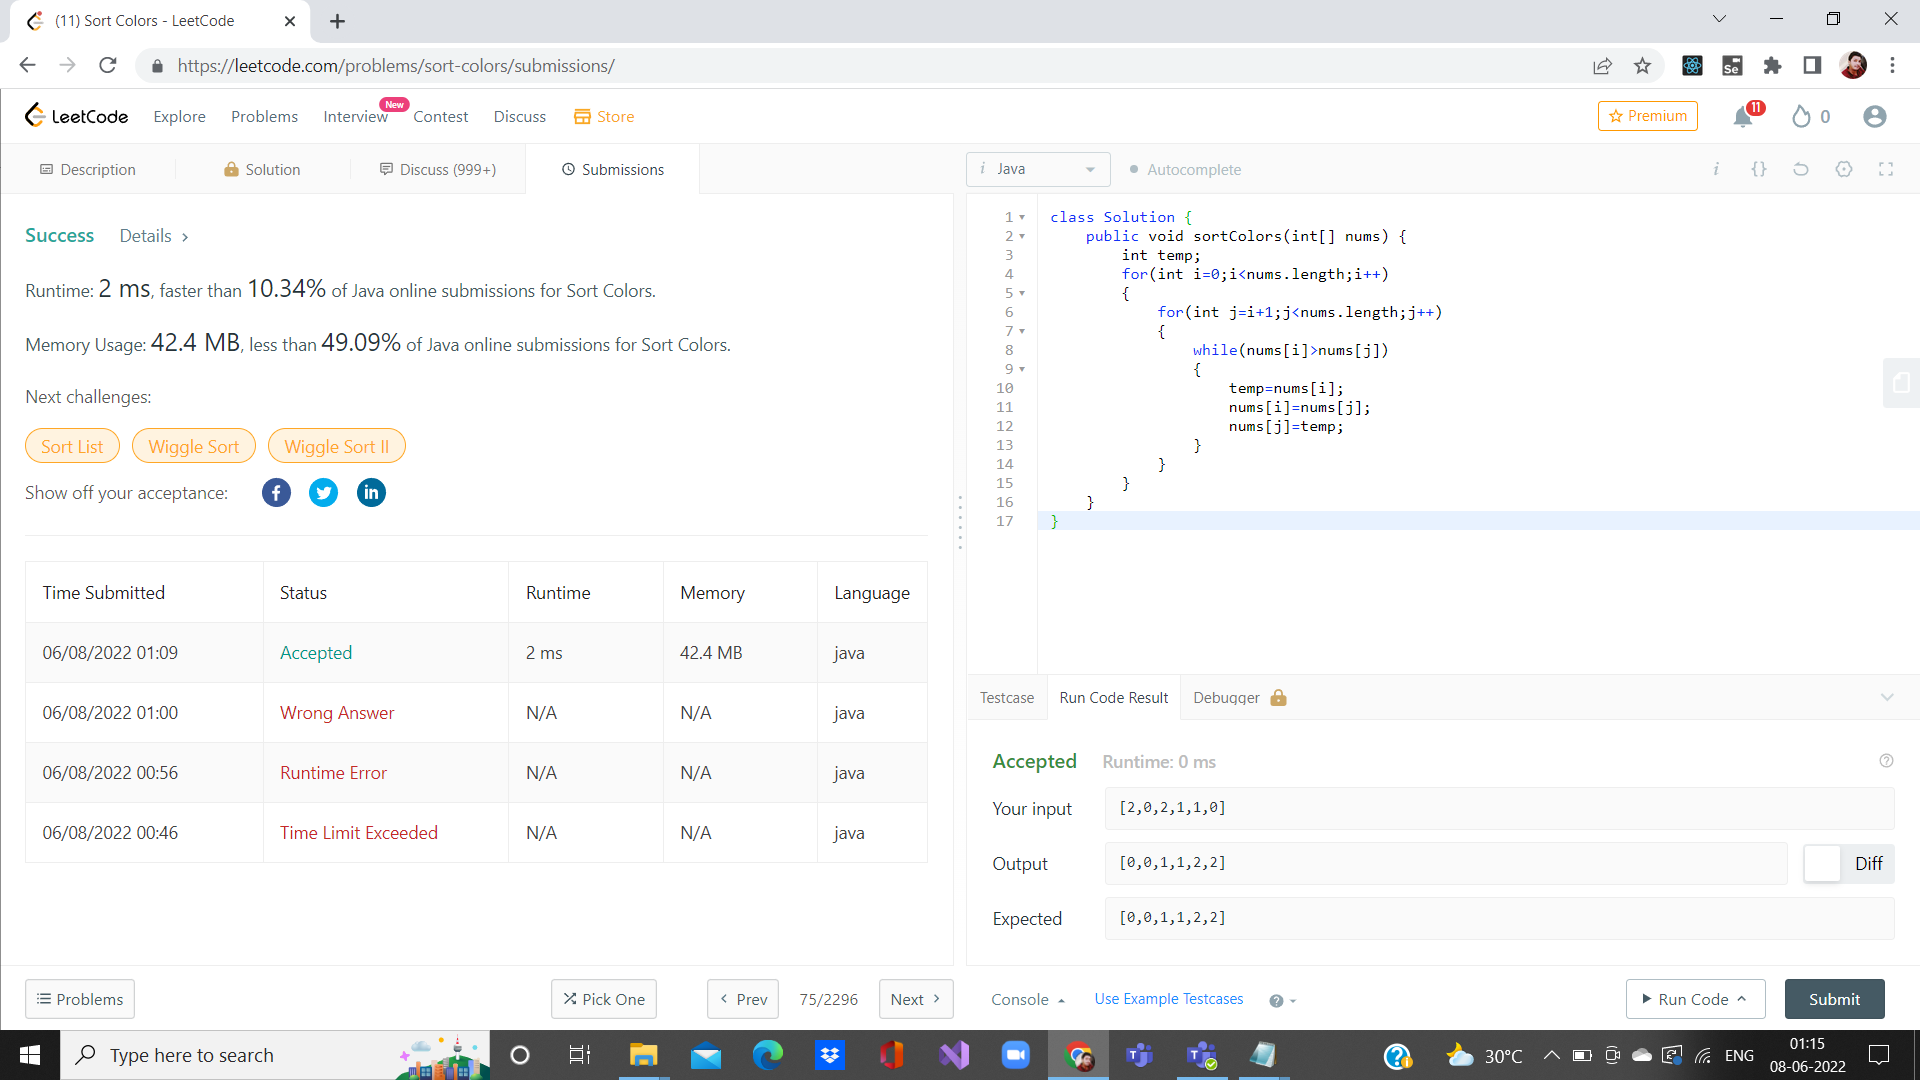 (11) Sort Colors - LeetCode
https://leetcode.com/problems/sort-colors/submissions/
LeetCode Explore Problems Interview New Contest Discuss Store Premium 11 0
Description Solution Discuss (999+) Submissions
i Java Autocomplete i {}
Success Details >
Runtime: 2 ms, faster than 10.34% of Java online submissions for Sort Colors.
Memory Usage: 42.4 MB, less than 49.09% of Java online submissions for Sort Colors.
Next challenges:
Sort List Wiggle Sort Wiggle Sort II
Show off your acceptance:
Time Submitted Status Runtime Memory Language
06/08/2022 01:09 Accepted 2 ms 42.4 MB java
06/08/2022 01:00 Wrong Answer N/A N/A java
06/08/2022 00:56 Runtime Error N/A N/A java
06/08/2022 00:46 Time Limit Exceeded N/A N/A java
1 class Solution {
2     public void sortColors(int[] nums) {
3         int temp;
4         for(int i=0;i<nums.length;i++)
5         {
6             for(int j=i+1;j<nums.length;j++)
7             {
8                 while(nums[i]>nums[j])
9                 {
10                     temp=nums[i];
11                     nums[i]=nums[j];
12                     nums[j]=temp;
13                 }
14             }
15         }
16     }
17 }
Testcase Run Code Result Debugger
Accepted Runtime: 0 ms
Your input [2,0,2,1,1,0]
Output [0,0,1,1,2,2] Diff
Expected [0,0,1,1,2,2]
Problems Pick One < Prev 75/2296 Next > Console Use Example Testcases Run Code Submit
Type here to search 30°C ENG 01:15
08-06-2022